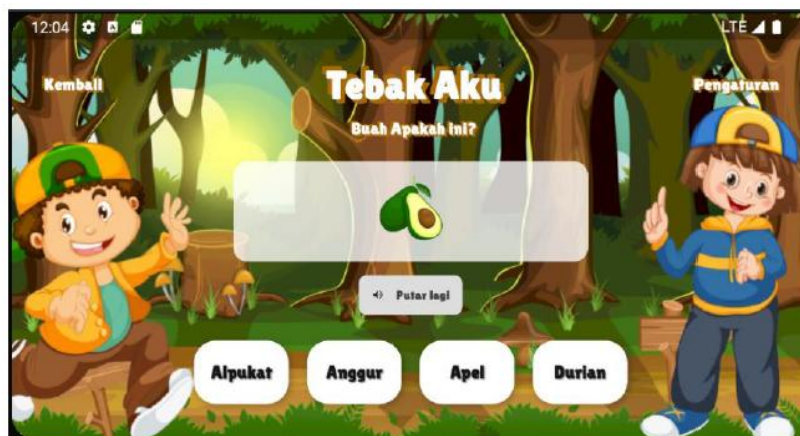 12:04
LTE
Kembali
Tebak Aku
Pengaturan
Buah Apakah ini?
Putar lagi
Alpukat
Anggur
Apel
Durian